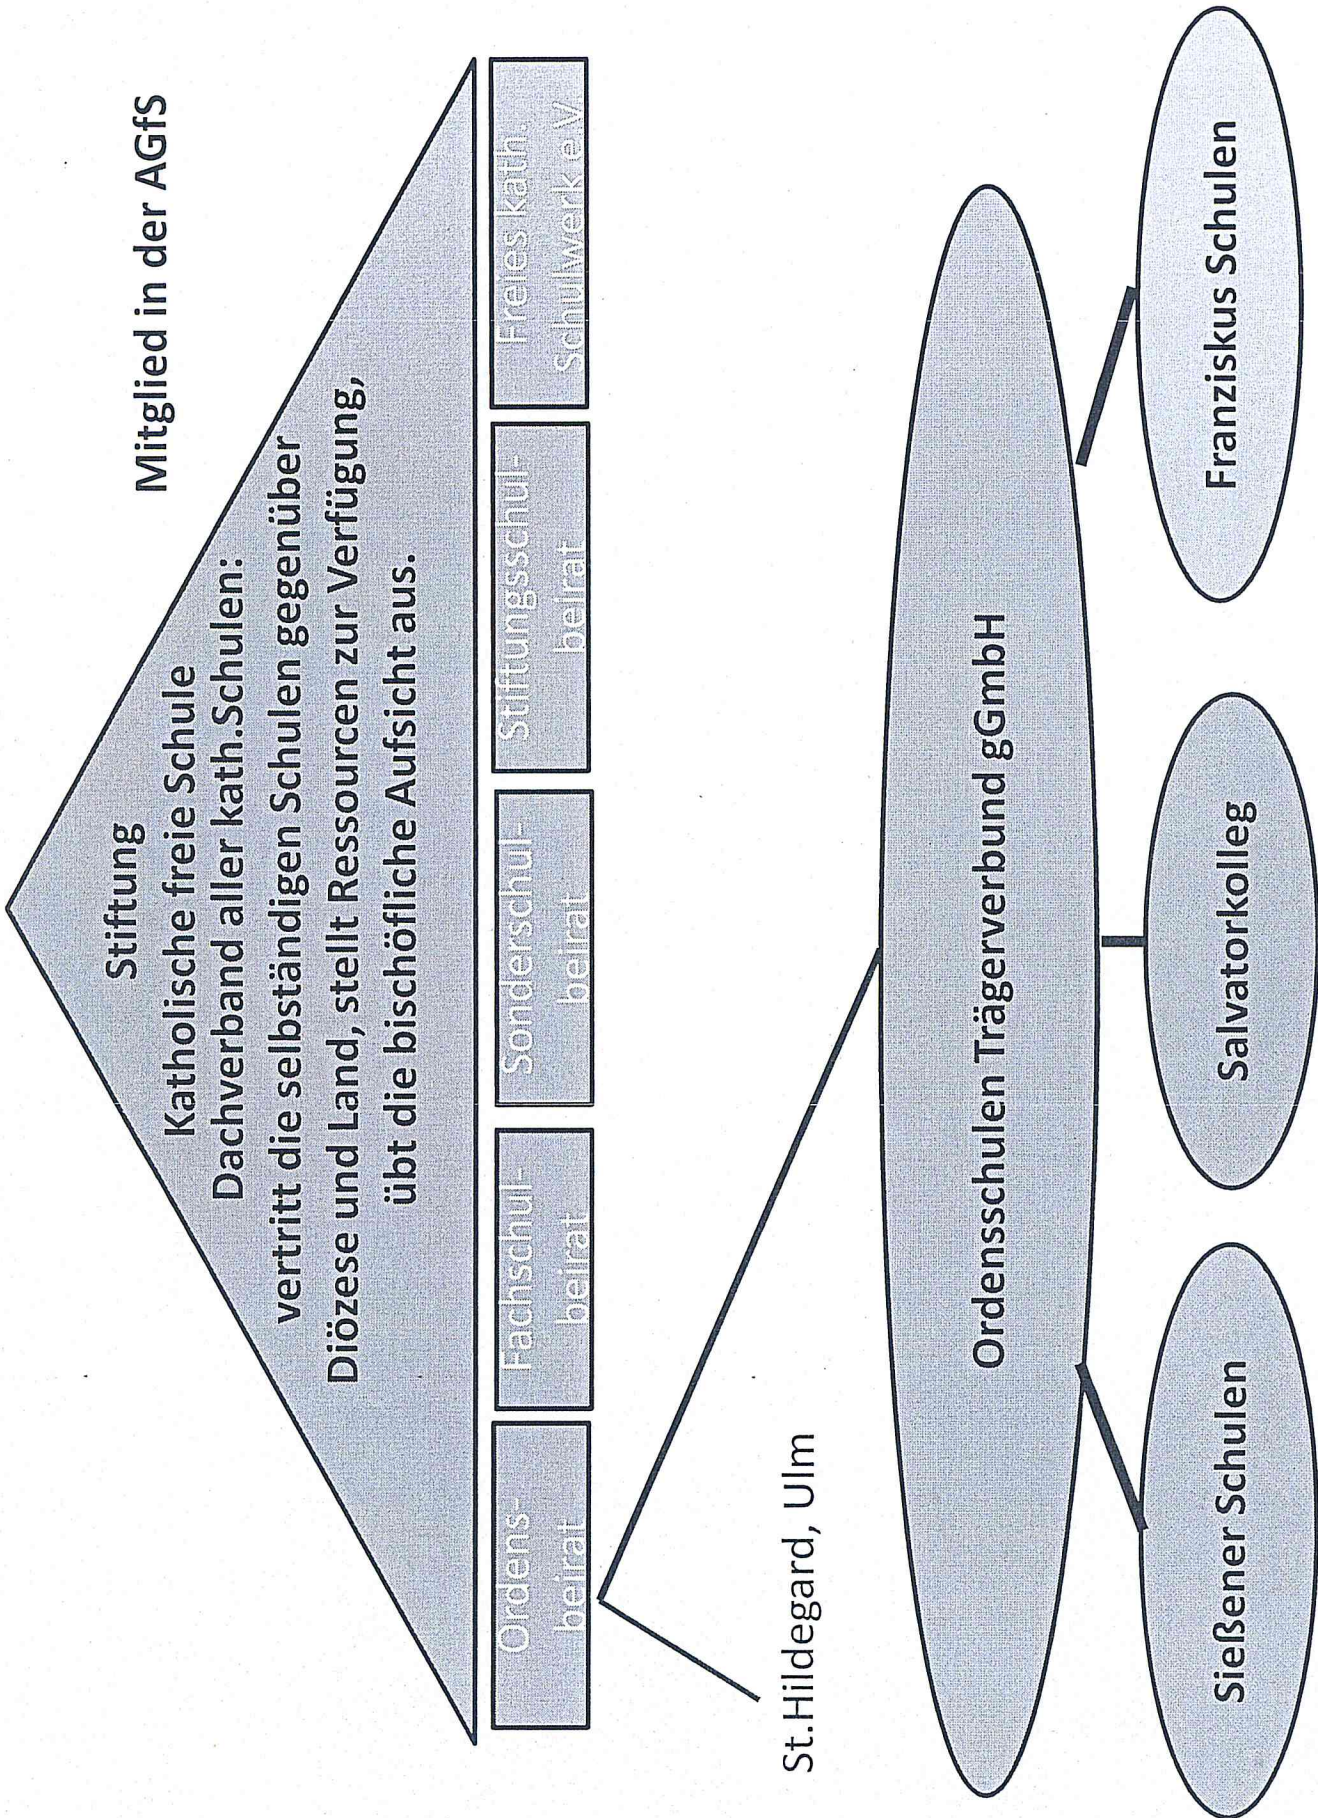 Mitglied in der AGfS
Stiftung
Katholische freie Schule
Dachverband aller kath.Schulen:
vertritt die selbständigen Schulen gegenüber
Diözese und Land, stellt Ressourcen zur Verfügung,
übt die bischöfliche Aufsicht aus.
Ordens-
beirat
Fachschul-
beirat
Sonderschul-
beirat
Stiftungsschul-
beirat
Freies kath.
Schulwerk e.V.
St.Hildegard, Ulm
Ordensschulen Trägerverbund gGmbH
Sießener Schulen
Salvatorkolleg
Franziskus Schulen